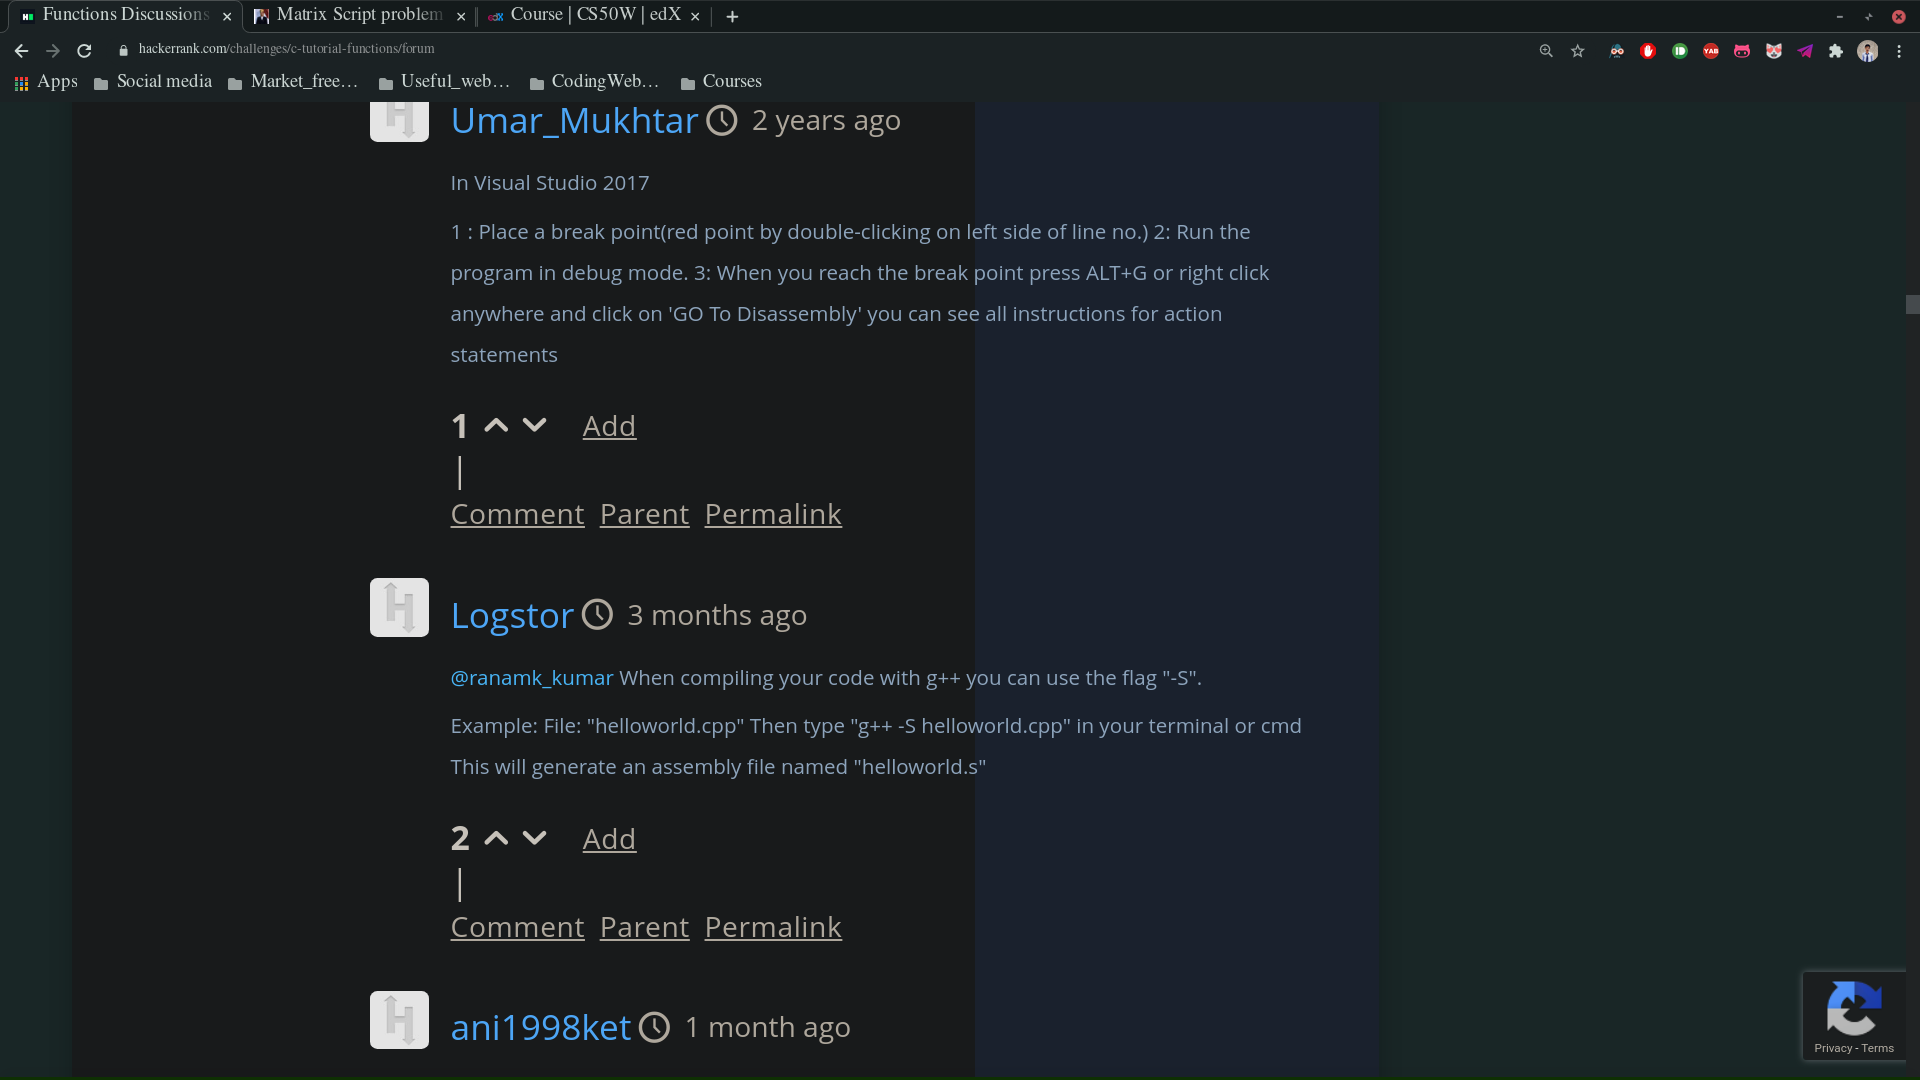 Functions Discussions
Matrix Script problem
Course | CS50W | edX
hackerrank.com/challenges/c-tutorial-functions/forum
Apps Social media Market_free... Useful_web... CodingWeb... Courses
Umar_Mukhtar 2 years ago
In Visual Studio 2017
1 : Place a break point(red point by double-clicking on left side of line no.) 2: Run the
program in debug mode. 3: When you reach the break point press ALT+G or right click
anywhere and click on 'GO To Disassembly' you can see all instructions for action
statements
1 Add
|
Comment Parent Permalink
Logstor 3 months ago
@ranamk_kumar When compiling your code with g++ you can use the flag "-S".
Example: File: "helloworld.cpp" Then type "g++ -S helloworld.cpp" in your terminal or cmd
This will generate an assembly file named "helloworld.s"
2 Add
|
Comment Parent Permalink
ani1998ket 1 month ago
Privacy - Terms